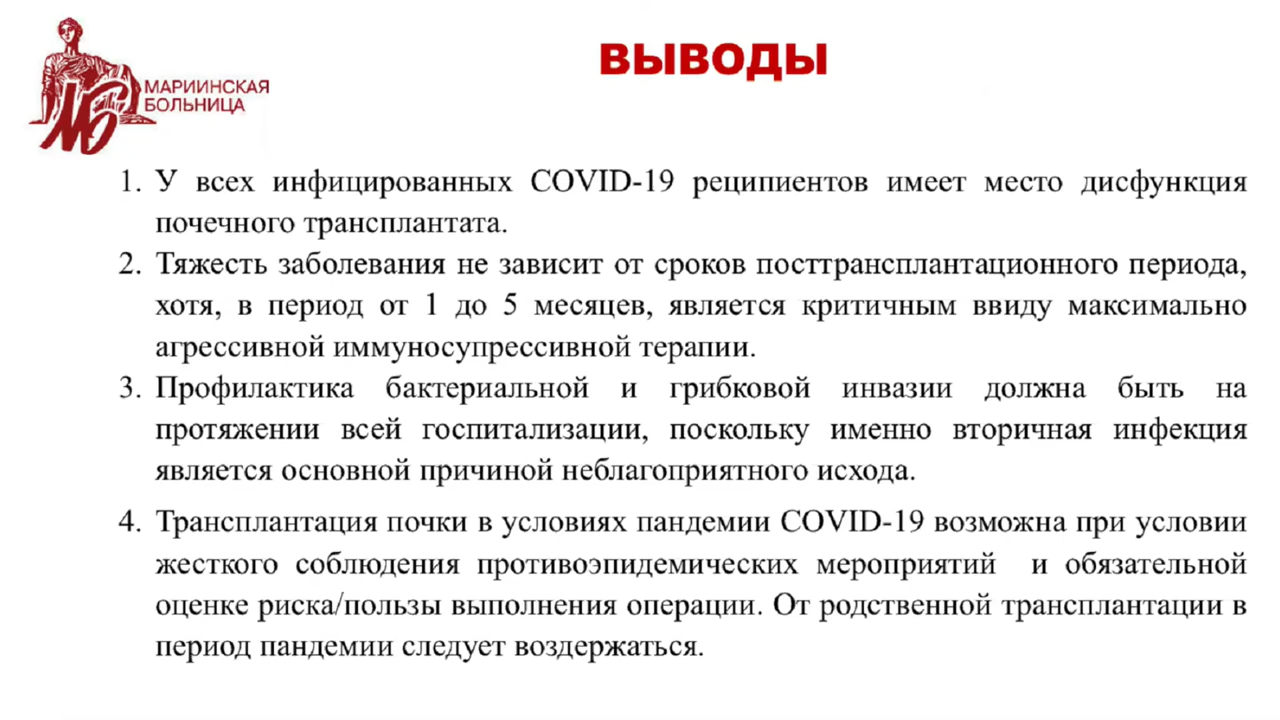 МАРИИНСКАЯ
БОЛЬНИЦА
ВЫВОДЫ
1. У всех инфицированных COVID-19 реципиентов имеет место дисфункция
почечного трансплантата.
2. Тяжесть заболевания не зависит от сроков посттрансплантационного периода,
хотя, в период от 1 до 5 месяцев, является критичным ввиду максимально
агрессивной иммуносупрессивной терапии.
3. Профилактика бактериальной и грибковой инвазии должна быть на
протяжении всей госпитализации, поскольку именно вторичная инфекция
является основной причиной неблагоприятного исхода.
4. Трансплантация почки в условиях пандемии COVID-19 возможна при условии
жесткого соблюдения противоэпидемических мероприятий и обязательной
оценке риска/пользы выполнения операции. От родственной трансплантации в
период пандемии следует воздержаться.